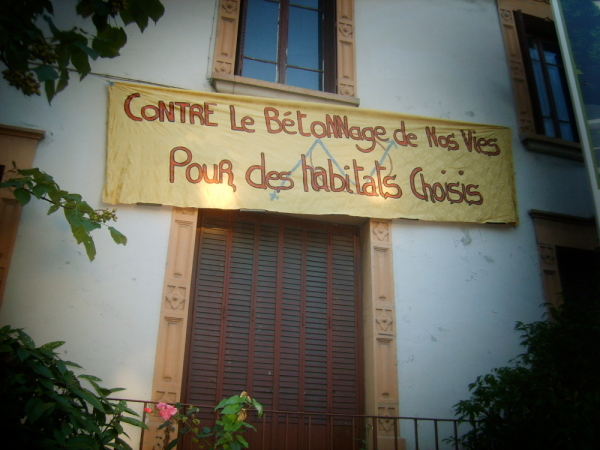 CONTRE Le BétoNNage de Nos Vies
Pour des habitats Choisis